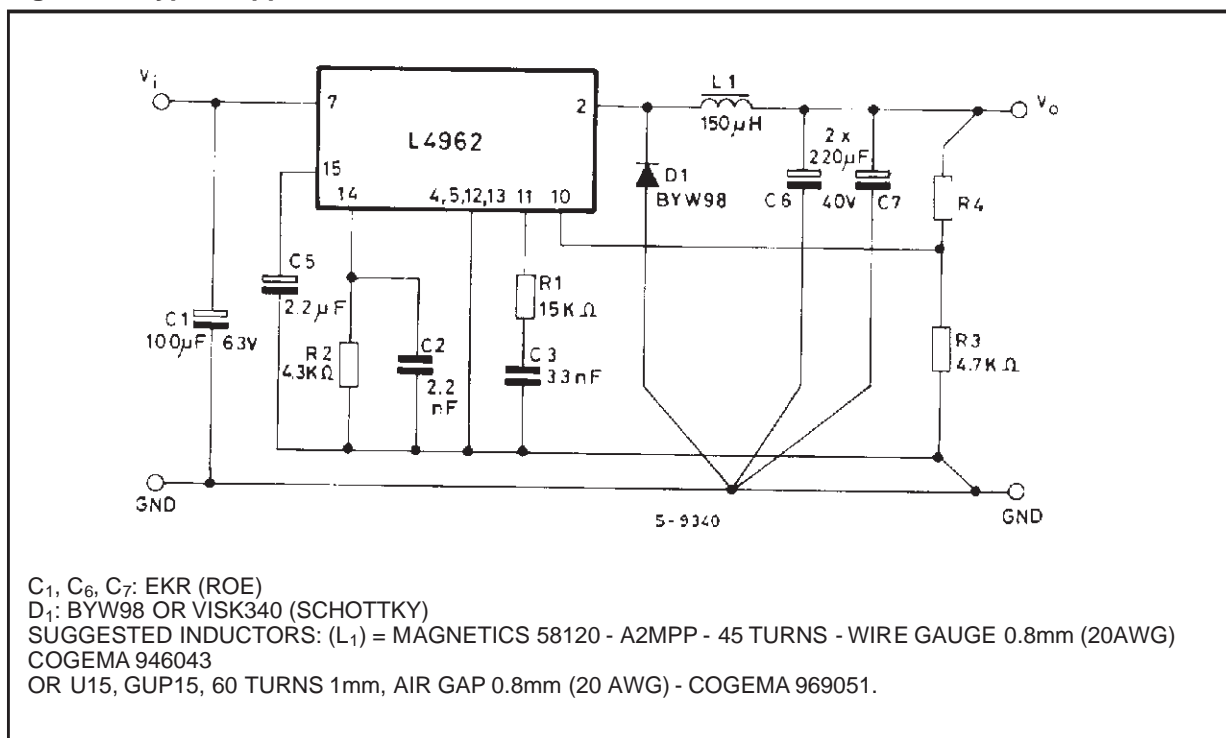 Vi
L1
Vo
7
2
150µH
2 x
220µF
L4962
15
D1
BYW98
C6
40V
C7
R4
14
4,5,12,13
11
10
C5
2.2µF
R1
15KΩ
C1
100µF
63V
R2
4.3KΩ
C2
2.2
nF
C3
33nF
R3
4.7KΩ
GND
GND
S-9340
C1, C6, C7: EKR (ROE)
D1: BYW98 OR VISK340 (SCHOTTKY)
SUGGESTED INDUCTORS: (L1) = MAGNETICS 58120 - A2MPP - 45 TURNS - WIRE GAUGE 0.8mm (20AWG)
COGEMA 946043
OR U15, GUP15, 60 TURNS 1mm, AIR GAP 0.8mm (20 AWG) - COGEMA 969051.